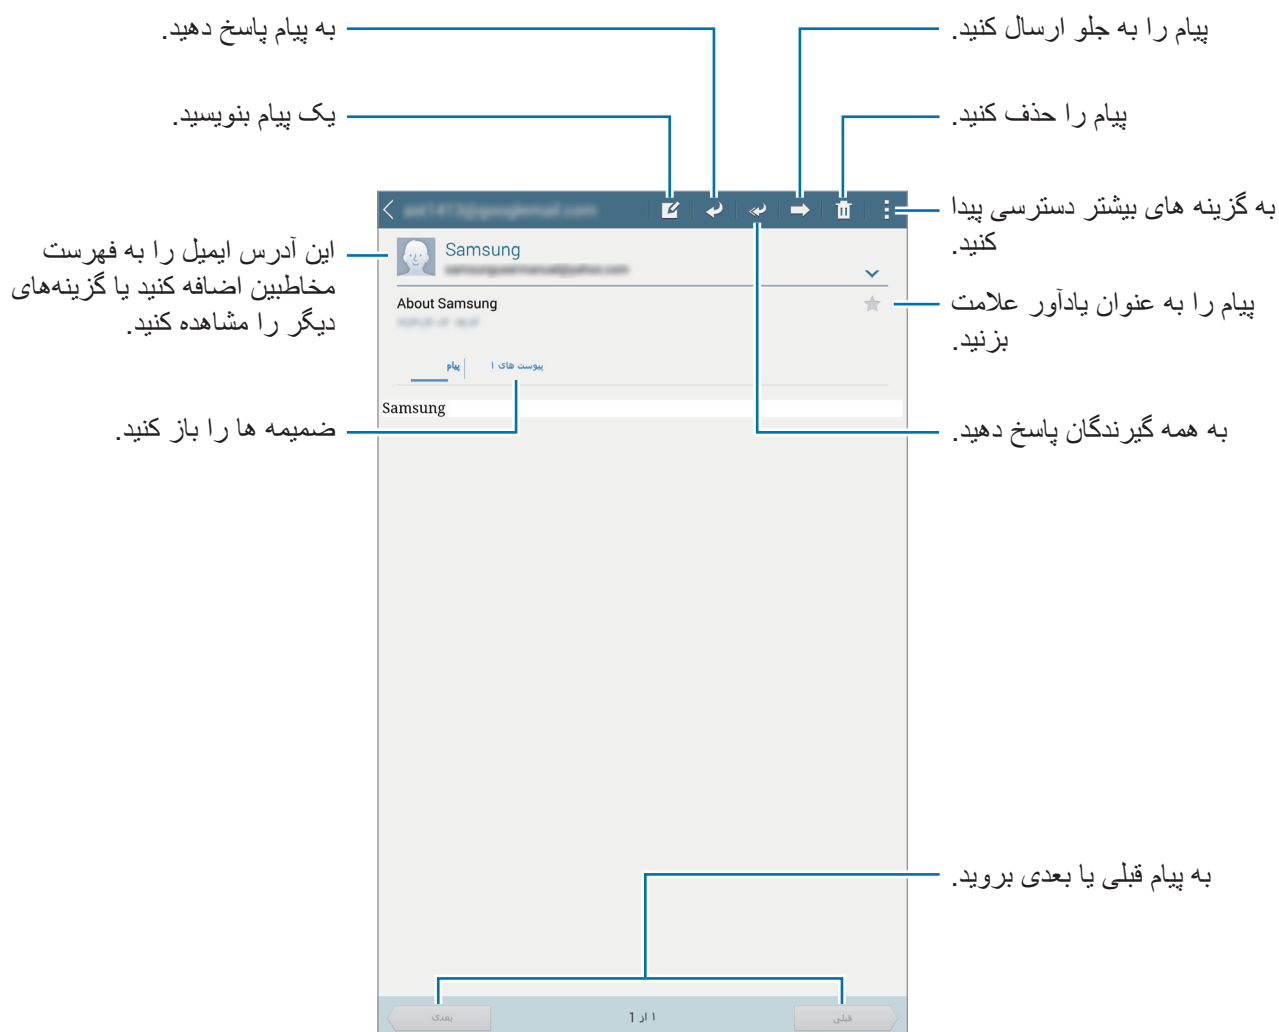 پیام را به جلو ارسال کنید.
به پیام پاسخ دهید.
پیام را حذف کنید.
یک پیام بنویسید.
به گزینه های بیشتر دسترسی پیدا
کنید.
این آدرس ایمیل را به فهرست
مخاطبین اضافه کنید یا گزینه‌های
دیگر را مشاهده کنید.
Samsung
پیام را به عنوان یادآور علامت
بزنید.
About Samsung
پیوست های ۱
پیام
Samsung
ضمیمه ها را باز کنید.
به همه گیرندگان پاسخ دهید.
به پیام قبلی یا بعدی بروید.
قبلی
۱ از 1
بعدی